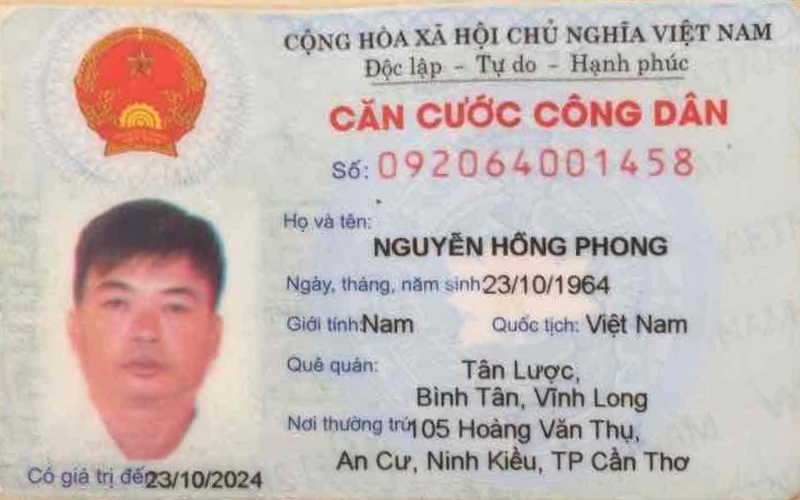 CỘNG HÒA XÃ HỘI CHỦ NGHĨA VIỆT NAM
Độc lập - Tự do - Hạnh phúc
CĂN CƯỚC CÔNG DÂN
Số: 092064001458
Họ và tên:
NGUYỄN HỒNG PHONG
Ngày, tháng, năm sinh: 23/10/1964
Giới tính: Nam Quốc tịch: Việt Nam
Quê quán: Tân Lược,
Bình Tân, Vĩnh Long
Nơi thường trú: 105 Hoàng Văn Thụ,
An Cư, Ninh Kiều, TP Cần Thơ
Có giá trị đến: 23/10/2024